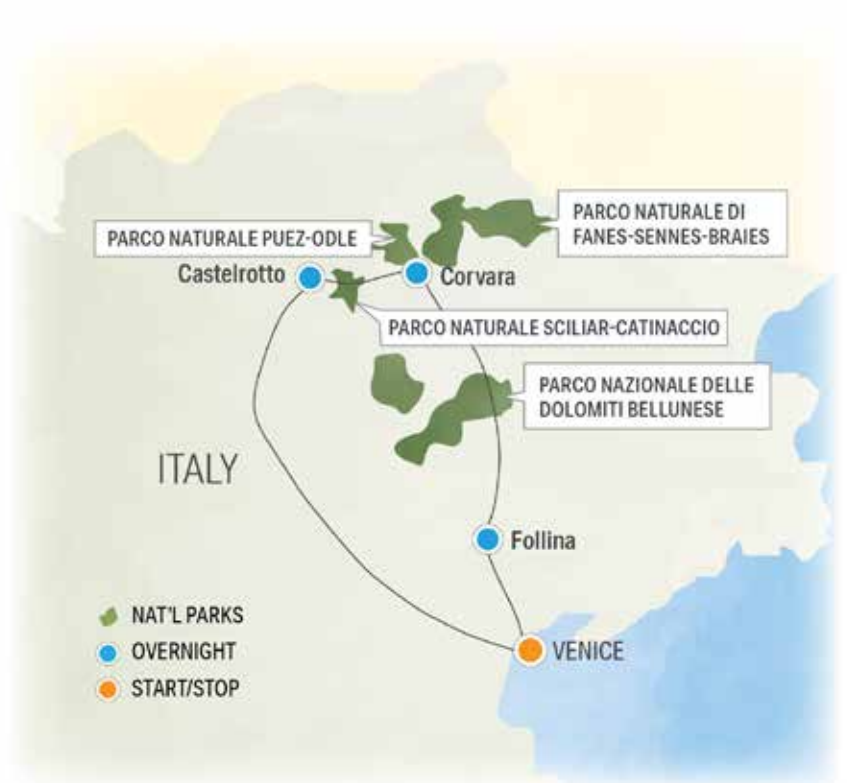 PARCO NATURALE DI
FANES-SENNES-BRAIES
PARCO NATURALE PUEZ-ODLE
Castelrotto
Corvara
PARCO NATURALE SCILIAR-CATINACCIO
PARCO NAZIONALE DELLE
DOLOMITI BELLUNESE
ITALY
Follina
NAT'L PARKS
OVERNIGHT
VENICE
START/STOP